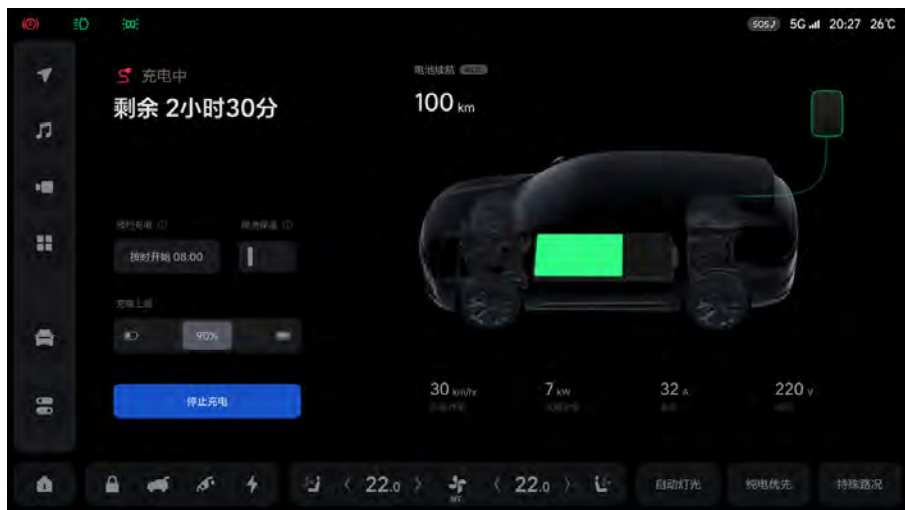 SOS 5G 20:27 26℃
充电中
剩余 2小时30分
电池续航
100 km
预约充电
电池保温
按时开始 08:00
充电上限
90%
停止充电
30 km/hr 7 kW 32 A 220 V
22.0 22.0
自动灯光 纯电优先 特殊路况